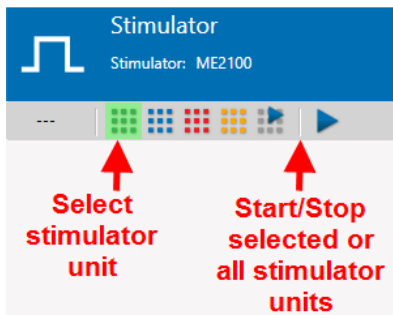 Stimulator
Stimulator: ME2100
---
Select
stimulator
unit
Start/Stop
selected or
all stimulator
units